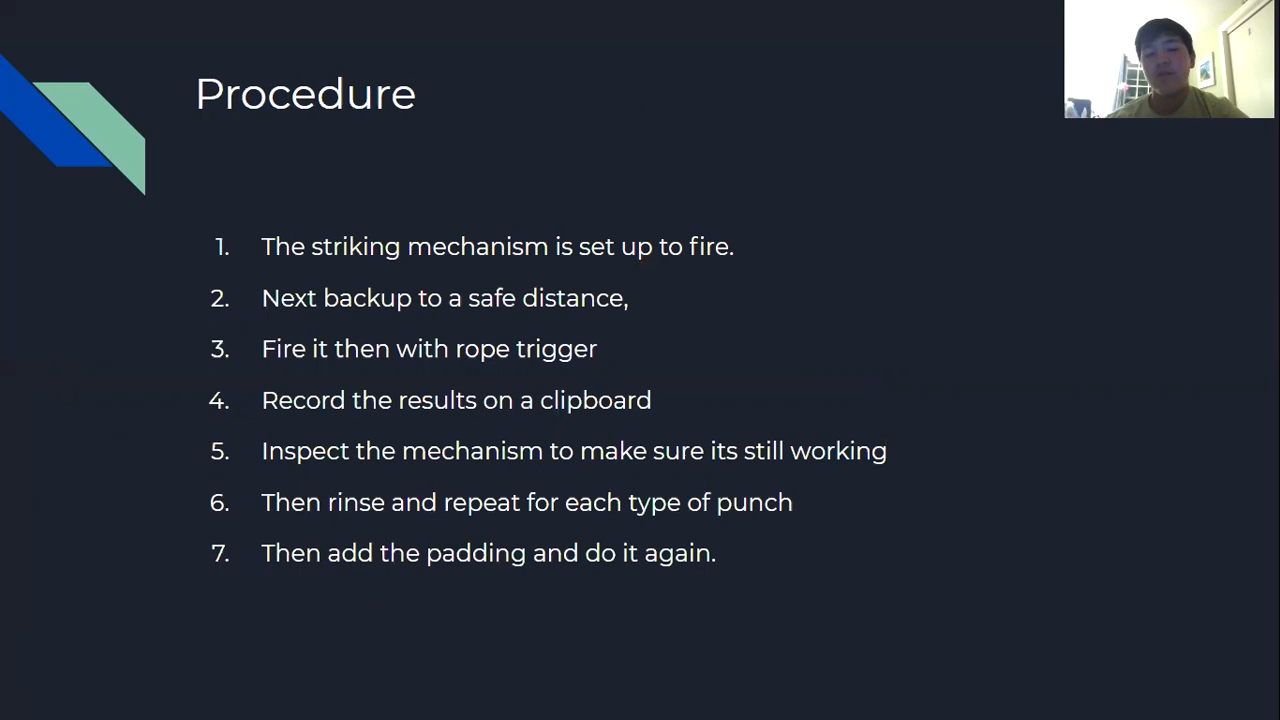 Procedure
1. The striking mechanism is set up to fire.
2. Next backup to a safe distance,
3. Fire it then with rope trigger
4. Record the results on a clipboard
5. Inspect the mechanism to make sure its still working
6. Then rinse and repeat for each type of punch
7. Then add the padding and do it again.